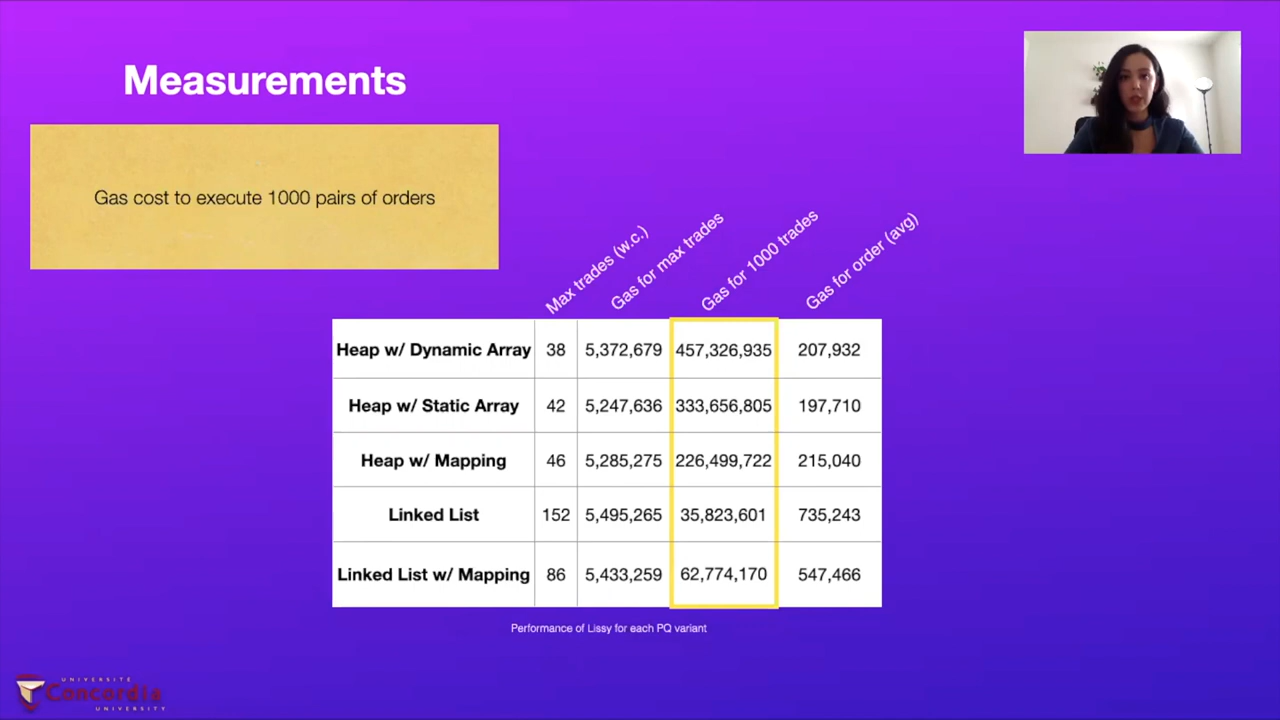 Measurements
Gas cost to execute 1000 pairs of orders
Max trades (w.c.)
Gas for max trades
Gas for 1000 trades
Gas for order (avg)
Heap w/ Dynamic Array 38 5,372,679 457,326,935 207,932
Heap w/ Static Array 42 5,247,636 333,656,805 197,710
Heap w/ Mapping 46 5,285,275 226,499,722 215,040
Linked List 152 5,495,265 35,823,601 735,243
Linked List w/ Mapping 86 5,433,259 62,774,170 547,466
Performance of Lissy for each PQ variant
UNIVERSITÉ
Concordia
UNIVERSITY